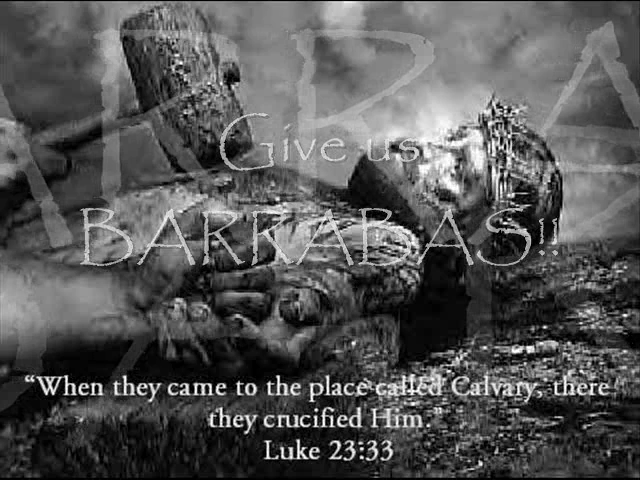 Give us
BARRABAS!!
“When they came to the place called Calvary, there
they crucified Him.”
Luke 23:33